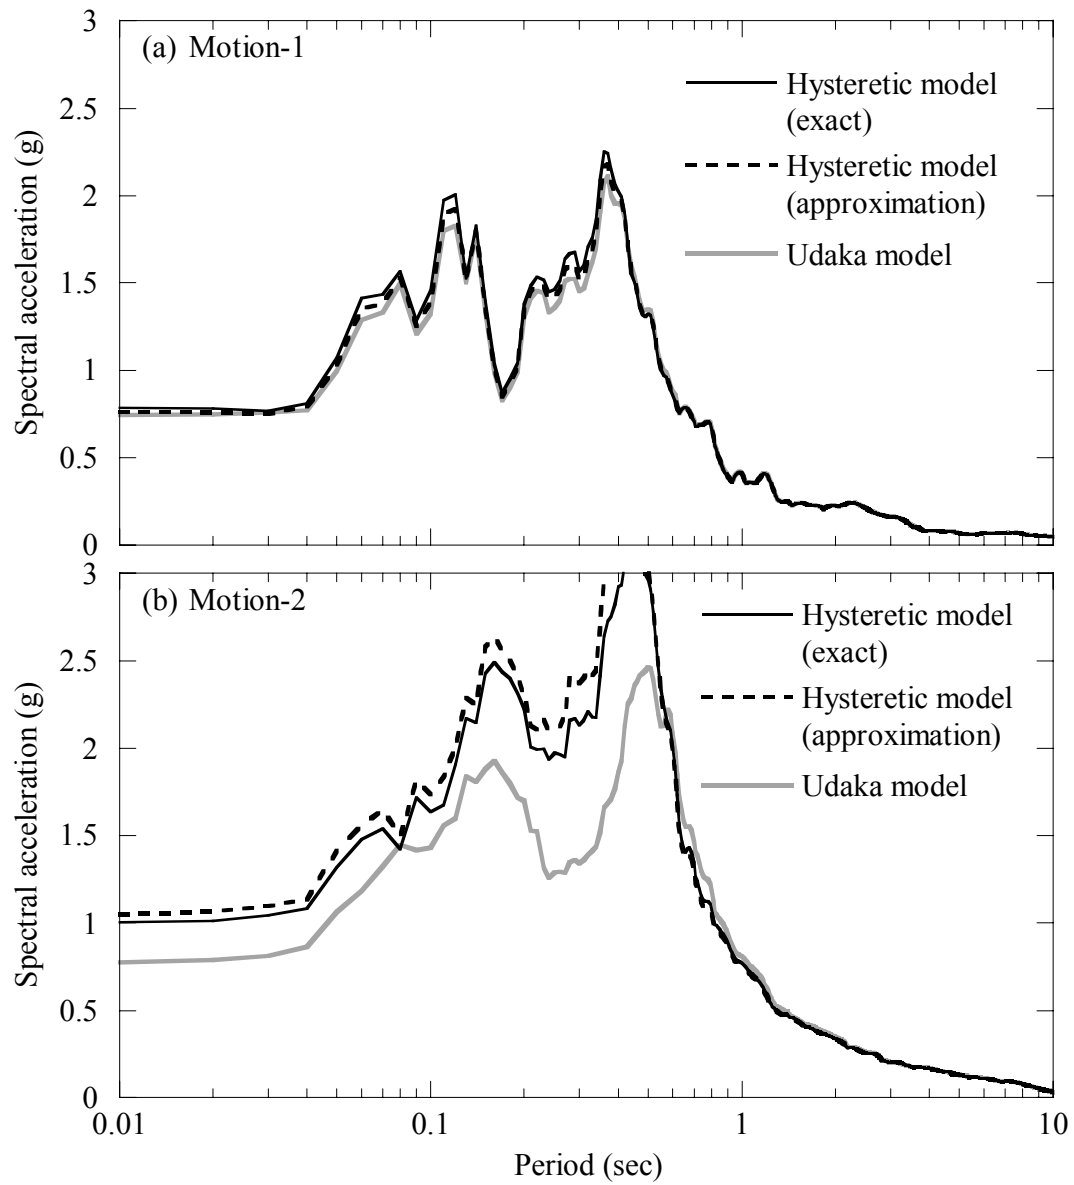 (a) Motion-1
Hysteretic model
(exact)
Hysteretic model
(approximation)
Udaka model
Spectral acceleration (g)
3
2.5
2
1.5
1
0.5
0
(b) Motion-2
Hysteretic model
(exact)
Hysteretic model
(approximation)
Udaka model
Spectral acceleration (g)
3
2.5
2
1.5
1
0.5
0
0.01 0.1 1 10
Period (sec)